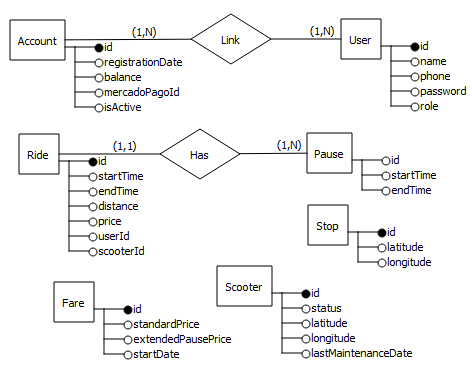 Account
(1,N)
Link
(1,N)
User
id
registrationDate
balance
mercadoPagoId
isActive
id
name
phone
password
role
Ride
(1,1)
Has
(1,N)
Pause
id
startTime
endTime
distance
price
userId
scooterId
id
startTime
endTime
Stop
id
latitude
longitude
Fare
id
standardPrice
extendedPausePrice
startDate
Scooter
id
status
latitude
longitude
lastMaintenanceDate